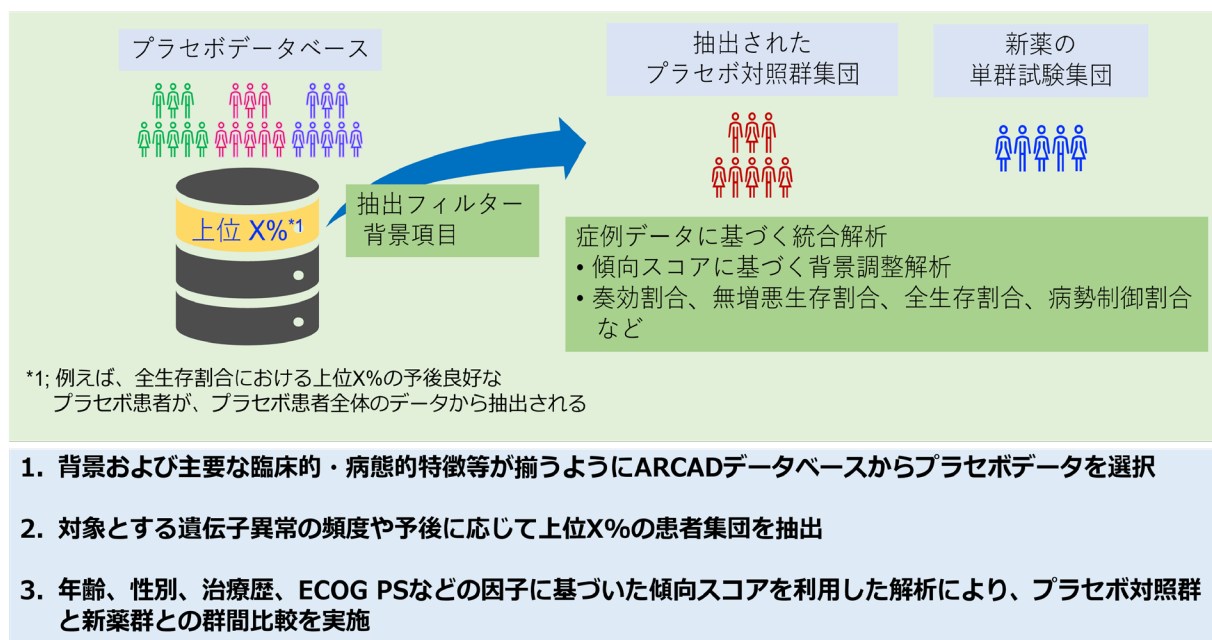 プラセボデータベース
抽出された
プラセボ対照群集団
新薬の
単群試験集団
上位 X%*1
抽出フィルター
背景項目
症例データに基づく統合解析
• 傾向スコアに基づく背景調整解析
• 奏効割合、無増悪生存割合、全生存割合、病勢制御割合
など
*1; 例えば、全生存割合における上位X%の予後良好な
プラセボ患者が、プラセボ患者全体のデータから抽出される
1. 背景および主要な臨床的・病態的特徴等が揃うようにARCADデータベースからプラセボデータを選択
2. 対象とする遺伝子異常の頻度や予後に応じて上位X%の患者集団を抽出
3. 年齢、性別、治療歴、ECOG PSなどの因子に基づいた傾向スコアを利用した解析により、プラセボ対照群
と新薬群との群間比較を実施